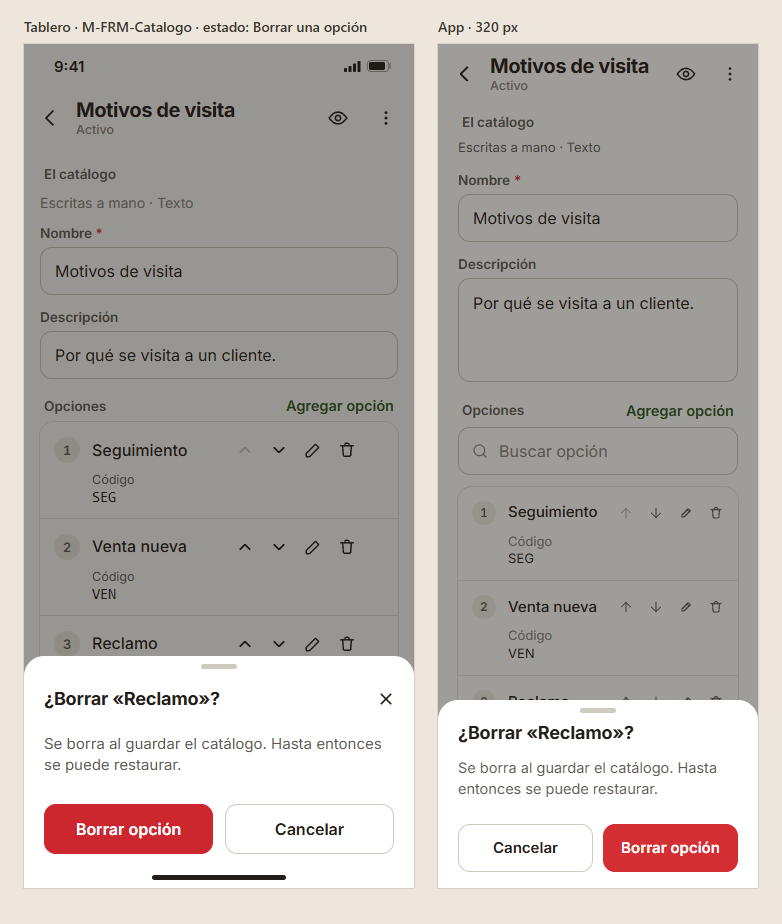 Tablero · M-FRM-Catalogo · estado: Borrar una opción
9:41
Motivos de visita
Activo
El catálogo
Escritas a mano · Texto
Nombre *
Motivos de visita
Descripción
Por qué se visita a un cliente.
Opciones
Agregar opción
1
Seguimiento
Código
SEG
2
Venta nueva
Código
VEN
3
Reclamo
¿Borrar «Reclamo»?
Se borra al guardar el catálogo. Hasta entonces
se puede restaurar.
Borrar opción
Cancelar
App · 320 px
Motivos de visita
Activo
El catálogo
Escritas a mano · Texto
Nombre *
Motivos de visita
Descripción
Por qué se visita a un cliente.
Opciones
Agregar opción
Buscar opción
1
Seguimiento
Código
SEG
2
Venta nueva
Código
VEN
¿Borrar «Reclamo»?
Se borra al guardar el catálogo. Hasta
entonces se puede restaurar.
Cancelar
Borrar opción